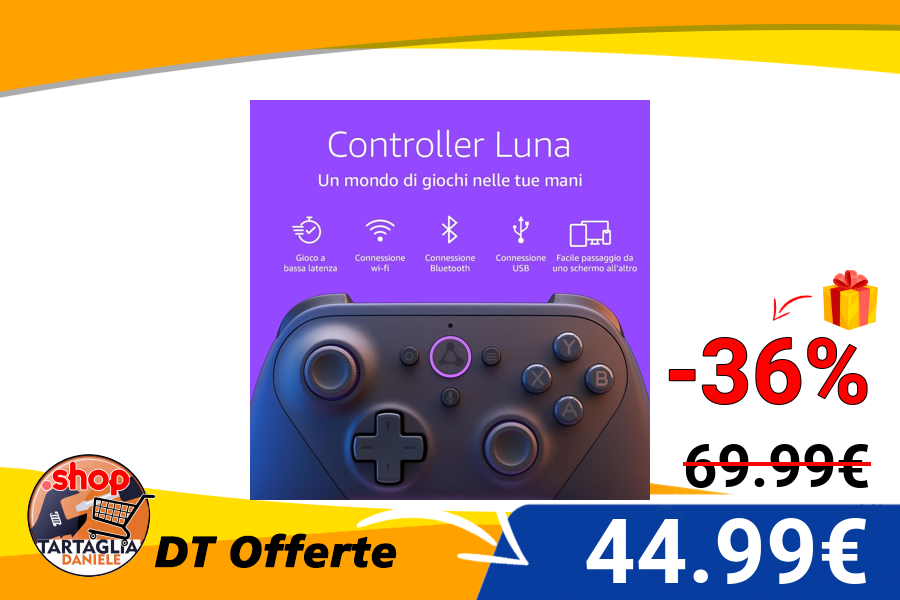 Controller Luna
Un mondo di giochi nelle tue mani
Gioco a
bassa latenza
Connessione
wi-fi
Connessione
Bluetooth
Connessione
USB
Facile passaggio da
uno schermo all'altro
Y
X
B
A
-36%
69.99€
44.99€
.shop
TARTAGLIA
DANIELE
DT Offerte